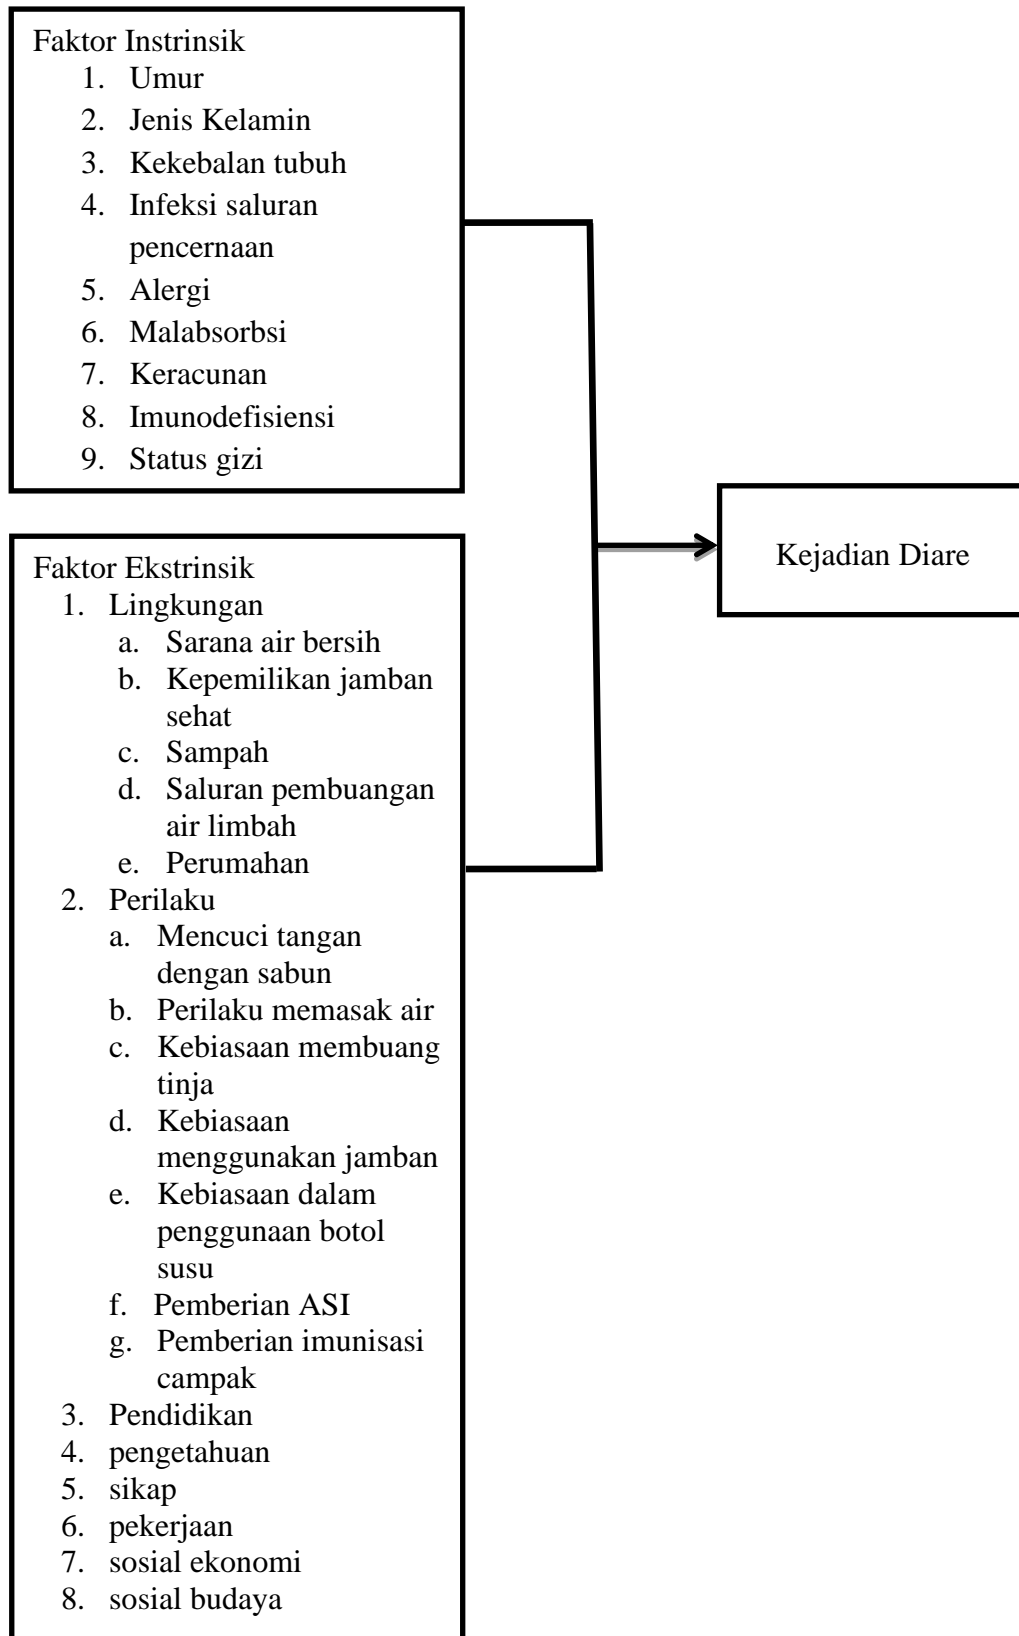 Faktor Instrinsik
1. Umur
2. Jenis Kelamin
3. Kekebalan tubuh
4. Infeksi saluran
pencernaan
5. Alergi
6. Malabsorbsi
7. Keracunan
8. Imunodefisiensi
9. Status gizi
Faktor Ekstrinsik
1. Lingkungan
a. Sarana air bersih
b. Kepemilikan jamban
sehat
c. Sampah
d. Saluran pembuangan
air limbah
e. Perumahan
2. Perilaku
a. Mencuci tangan
dengan sabun
b. Perilaku memasak air
c. Kebiasaan membuang
tinja
d. Kebiasaan
menggunakan jamban
e. Kebiasaan dalam
penggunaan botol
susu
f. Pemberian ASI
g. Pemberian imunisasi
campak
3. Pendidikan
4. pengetahuan
5. sikap
6. pekerjaan
7. sosial ekonomi
8. sosial budaya
Kejadian Diare